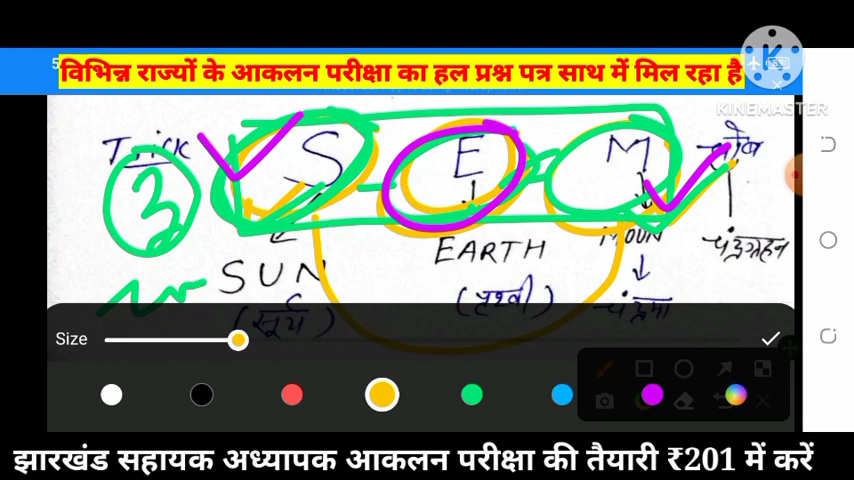 विभिन्न राज्यों के आकलन परीक्षा का हल प्रश्न पत्र साथ में मिल रहा है
KINEMASTER
Trick S E M
3
SUN EARTH MOON चंद्रग्रहन
(सूर्य) (पृथ्वी) चंद्रमा
Size
झारखंड सहायक अध्यापक आकलन परीक्षा की तैयारी ₹201 में करें